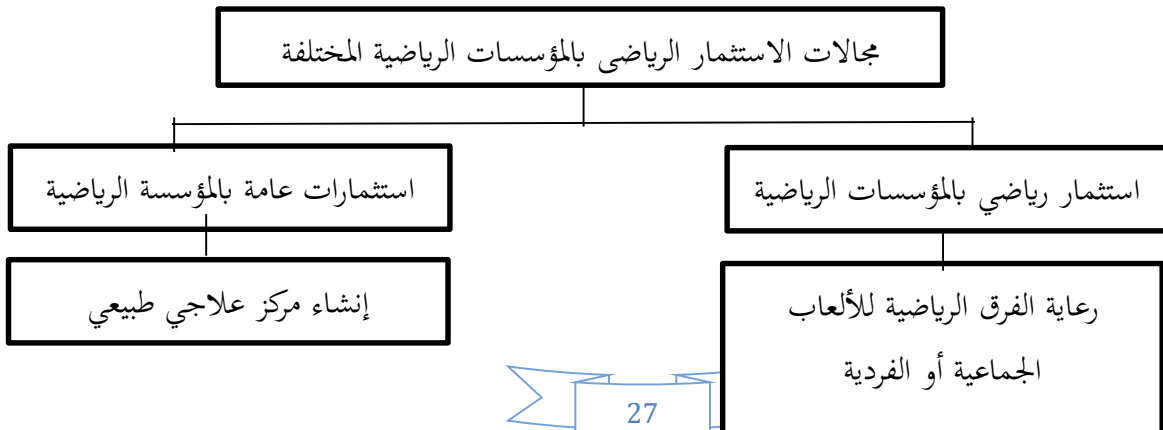 مجالات الاستثمار الرياضى بالمؤسسات الرياضية المختلفة
استثمار رياضي بالمؤسسات الرياضية
استثمارات عامة بالمؤسسة الرياضية
رعاية الفرق الرياضية للألعاب
الجماعية أو الفردية
إنشاء مركز علاجي طبيعي
27